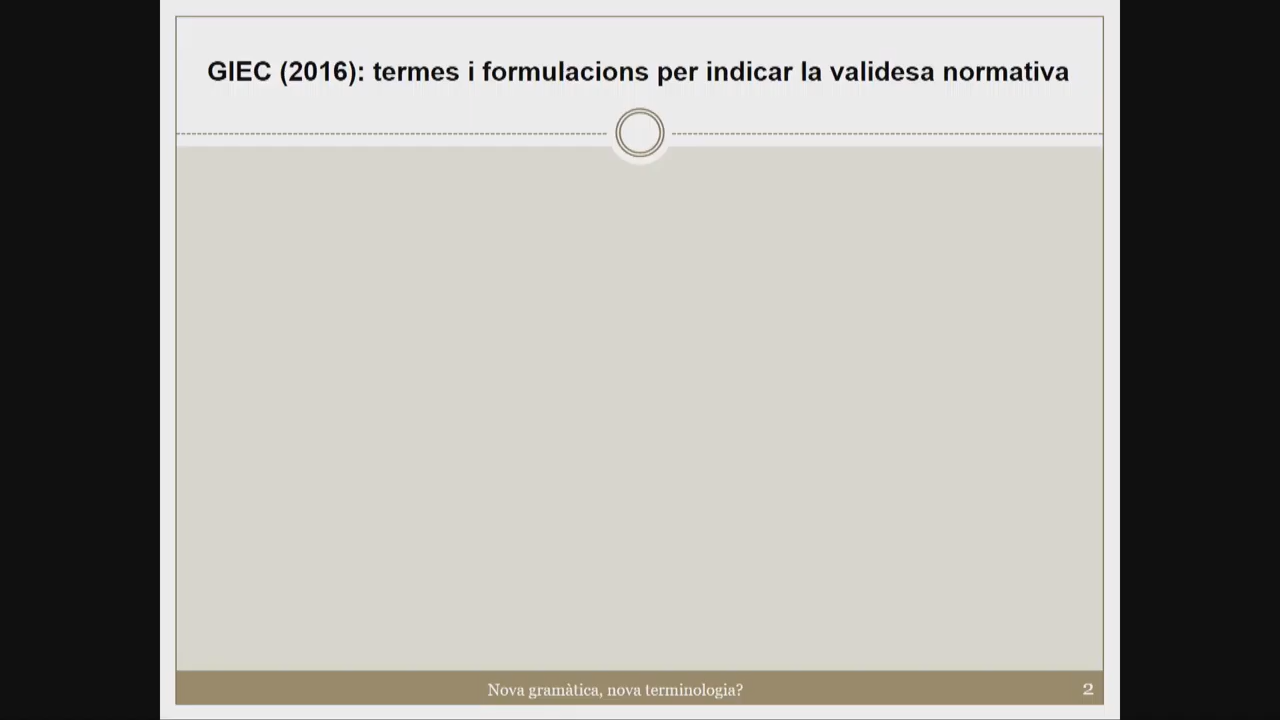 GIEC (2016): termes i formulacions per indicar la validesa normativa
Nova gramàtica, nova terminologia?
2